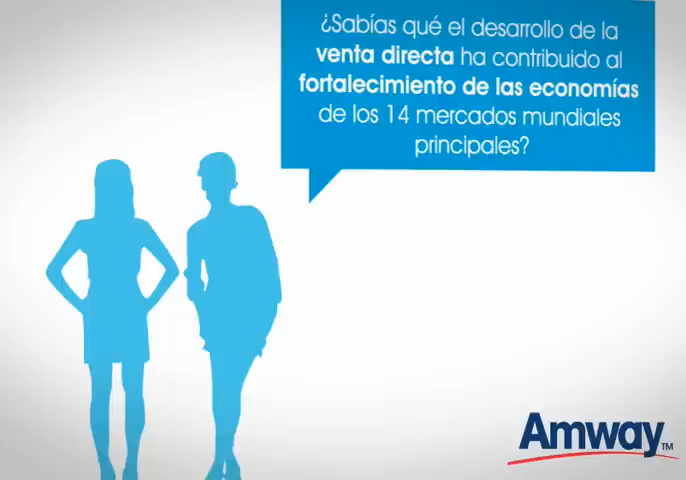 ¿Sabías qué el desarrollo de la
venta directa ha contribuido al
fortalecimiento de las economías
de los 14 mercados mundiales
principales?
Amway™